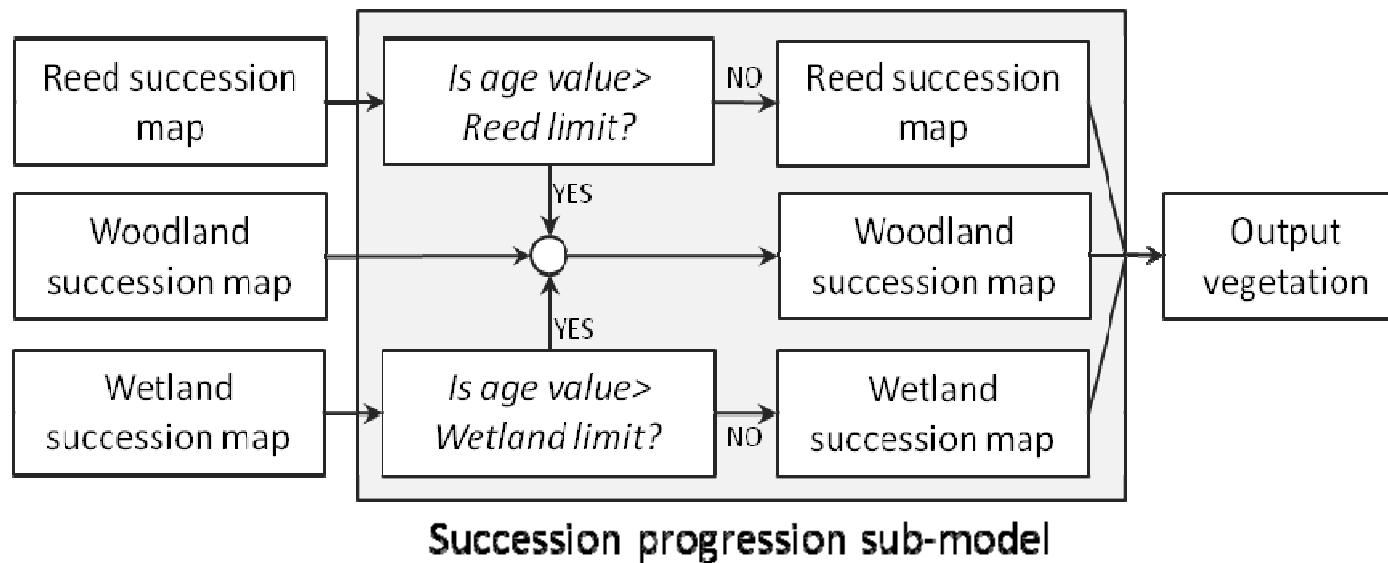 Reed succession
map
Is age value>
Reed limit?
NO
Reed succession
map
YES
Woodland
succession map
Woodland
succession map
Output
vegetation
YES
Wetland
succession map
Is age value>
Wetland limit?
NO
Wetland
succession map
Succession progression sub-model